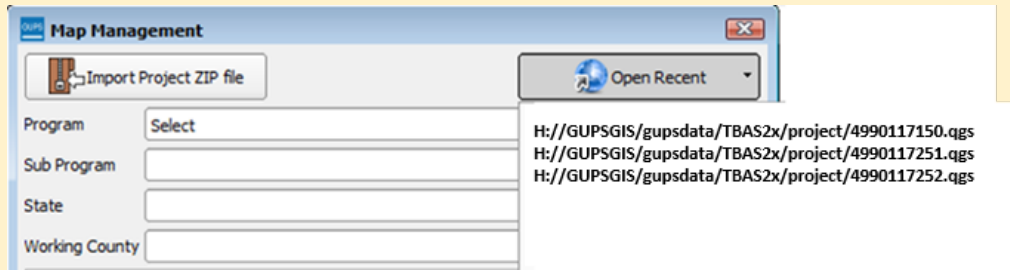 GUPS Map Management
Import Project ZIP file
Open Recent
Program Select
Sub Program
State
Working County
H://GUPSGIS/gupsdata/TBAS2x/project/4990117150.qgs
H://GUPSGIS/gupsdata/TBAS2x/project/4990117251.qgs
H://GUPSGIS/gupsdata/TBAS2x/project/4990117252.qgs